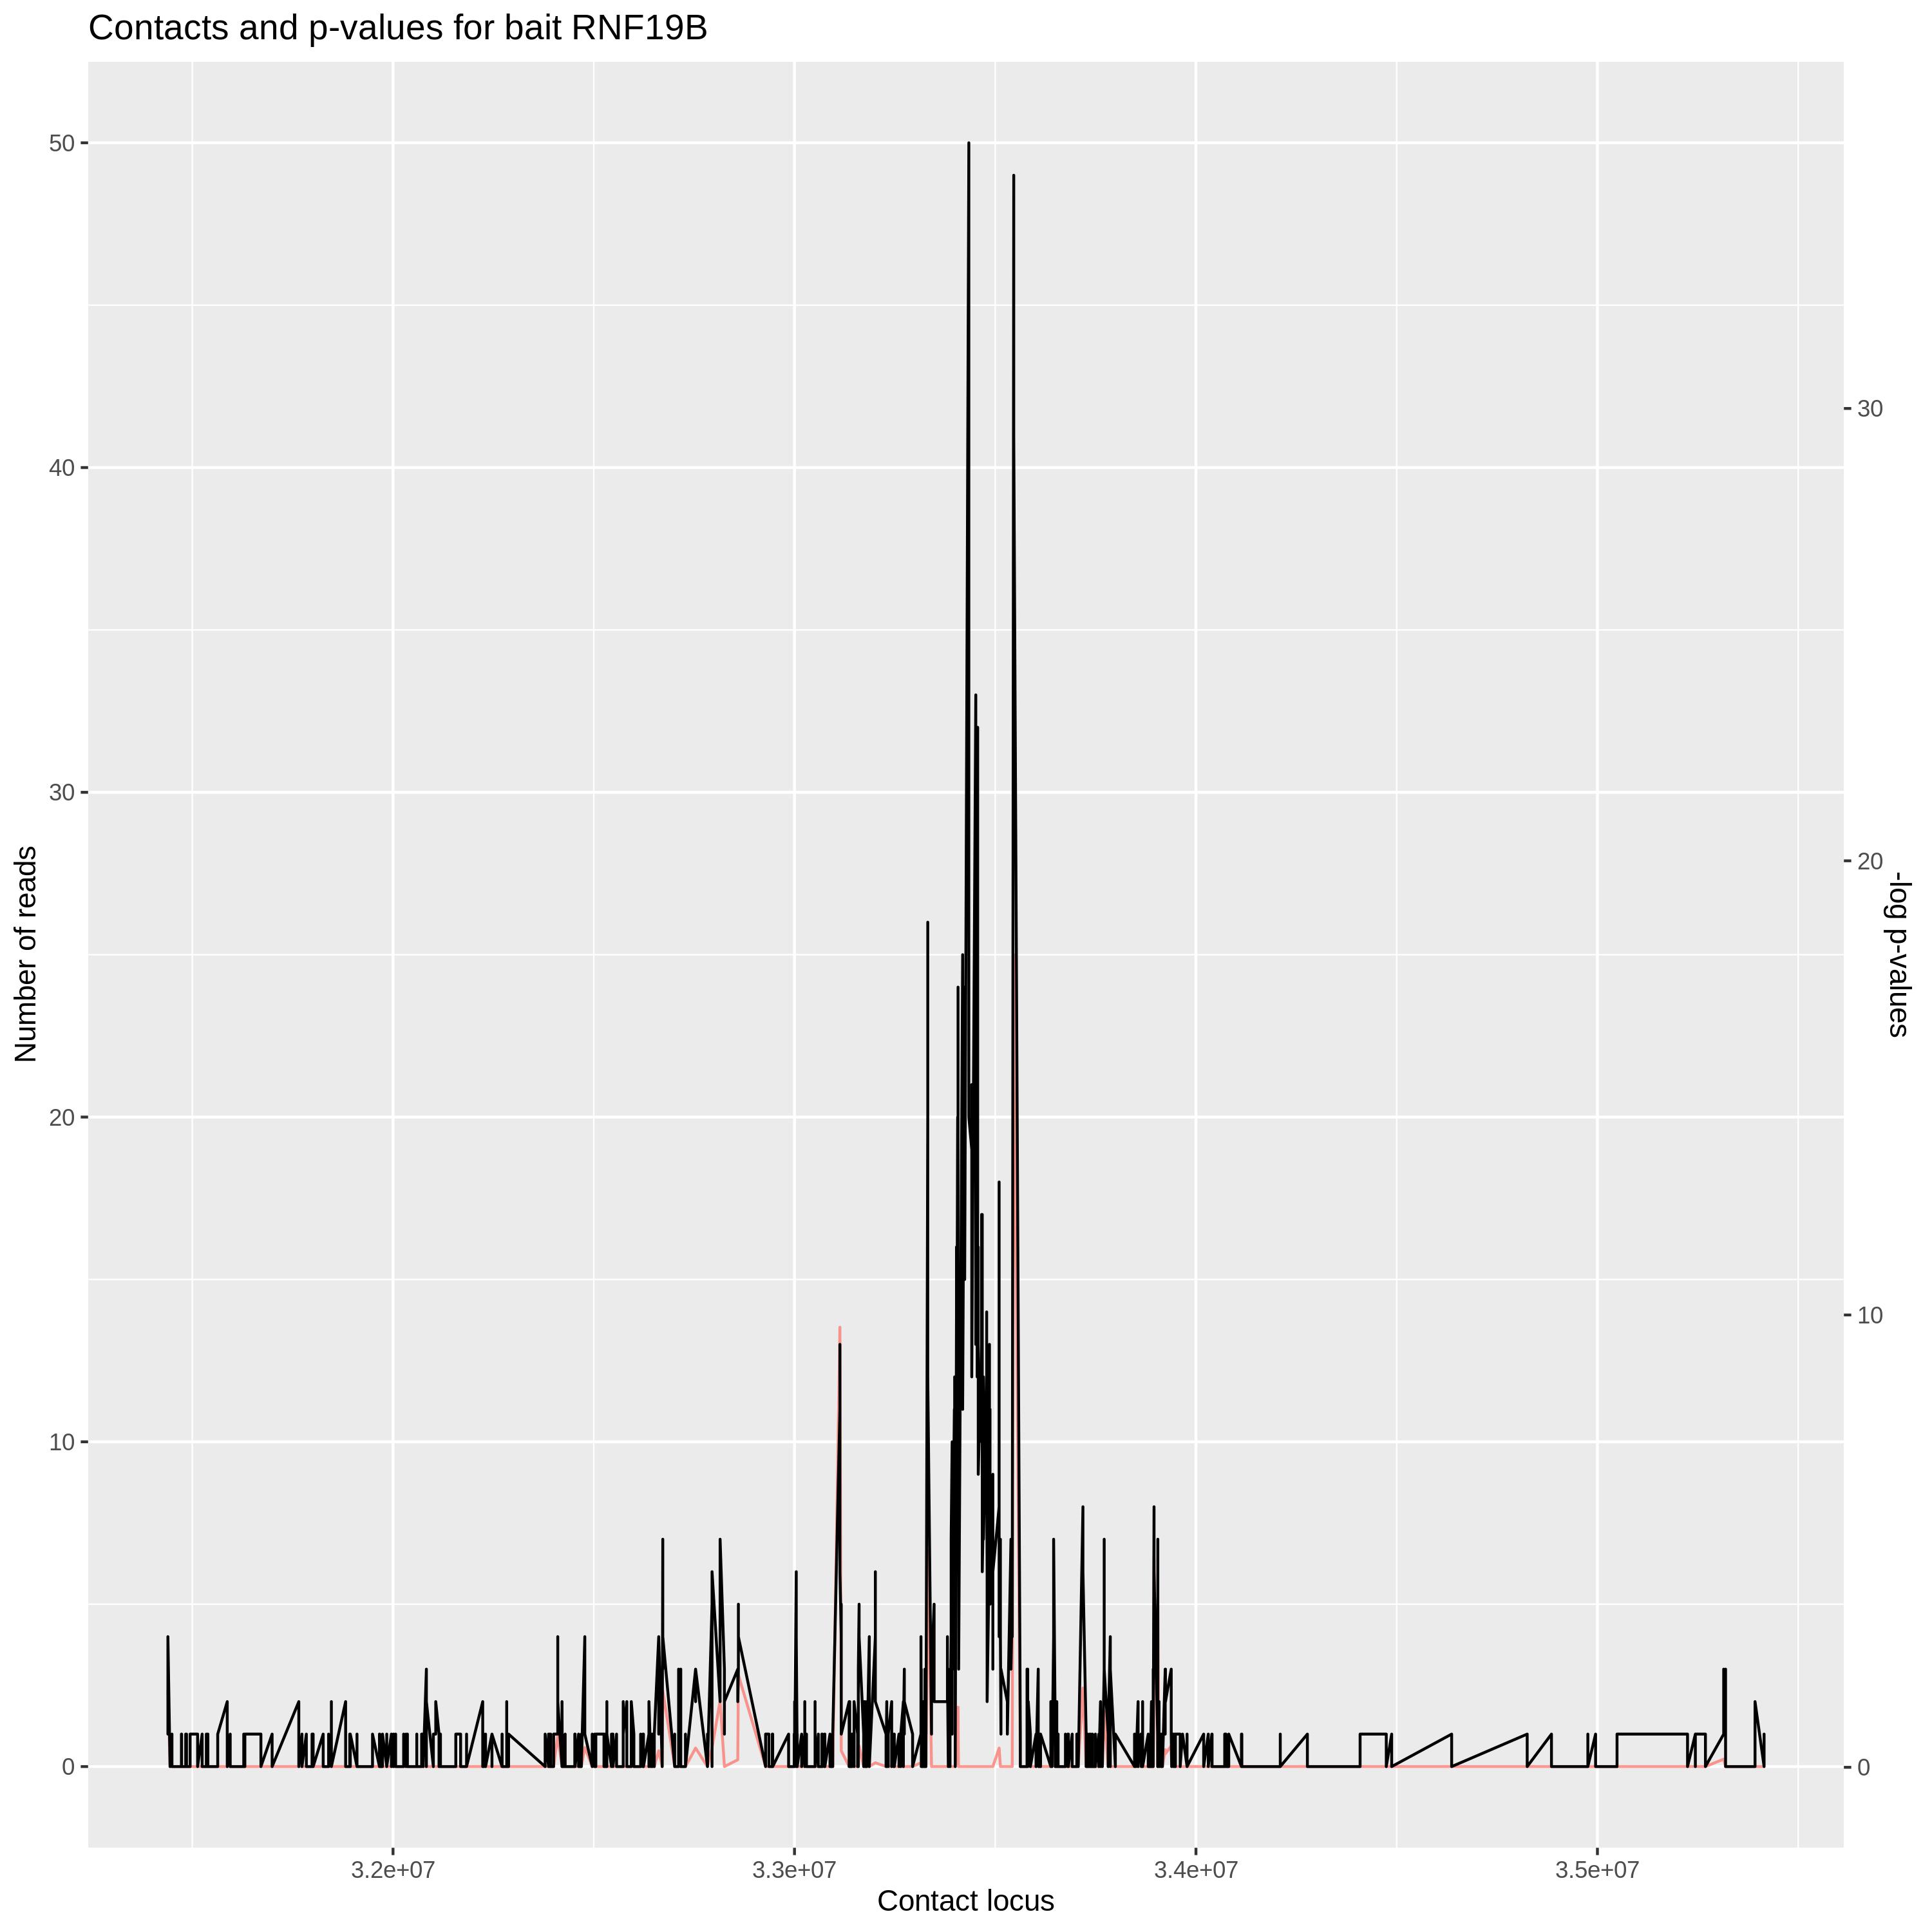 Contacts and p-values for bait RNF19B
50
40
30
20
10
0
Number of reads
30
20
10
0
-log p-values
3.2e+07 3.3e+07 3.4e+07 3.5e+07
Contact locus